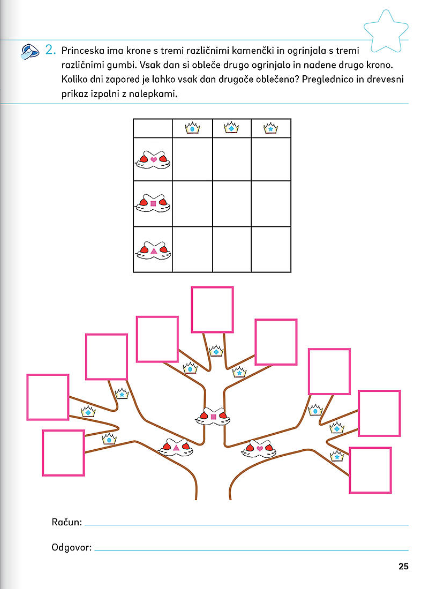 2. Princeska ima krone s tremi različnimi kamenčki in ogrinjala s tremi
različnimi gumbi. Vsak dan si obleče drugo ogrinjalo in nadene drugo krono.
Koliko dni zapored je lahko vsak dan drugače oblečena? Preglednico in drevesni
prikaz izpolni z nalepkami.
Račun:
Odgovor:
25